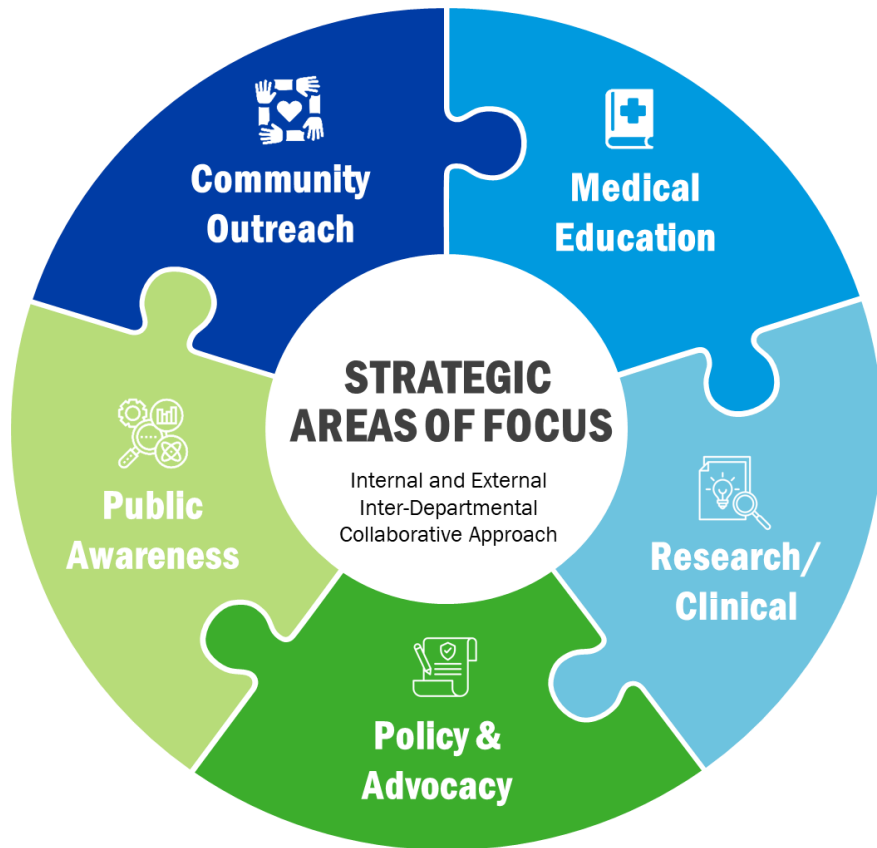 Community
Outreach
Medical
Education
STRATEGIC
AREAS OF FOCUS
Internal and External
Inter-Departmental
Collaborative Approach
Public
Awareness
Research/
Clinical
Policy &
Advocacy